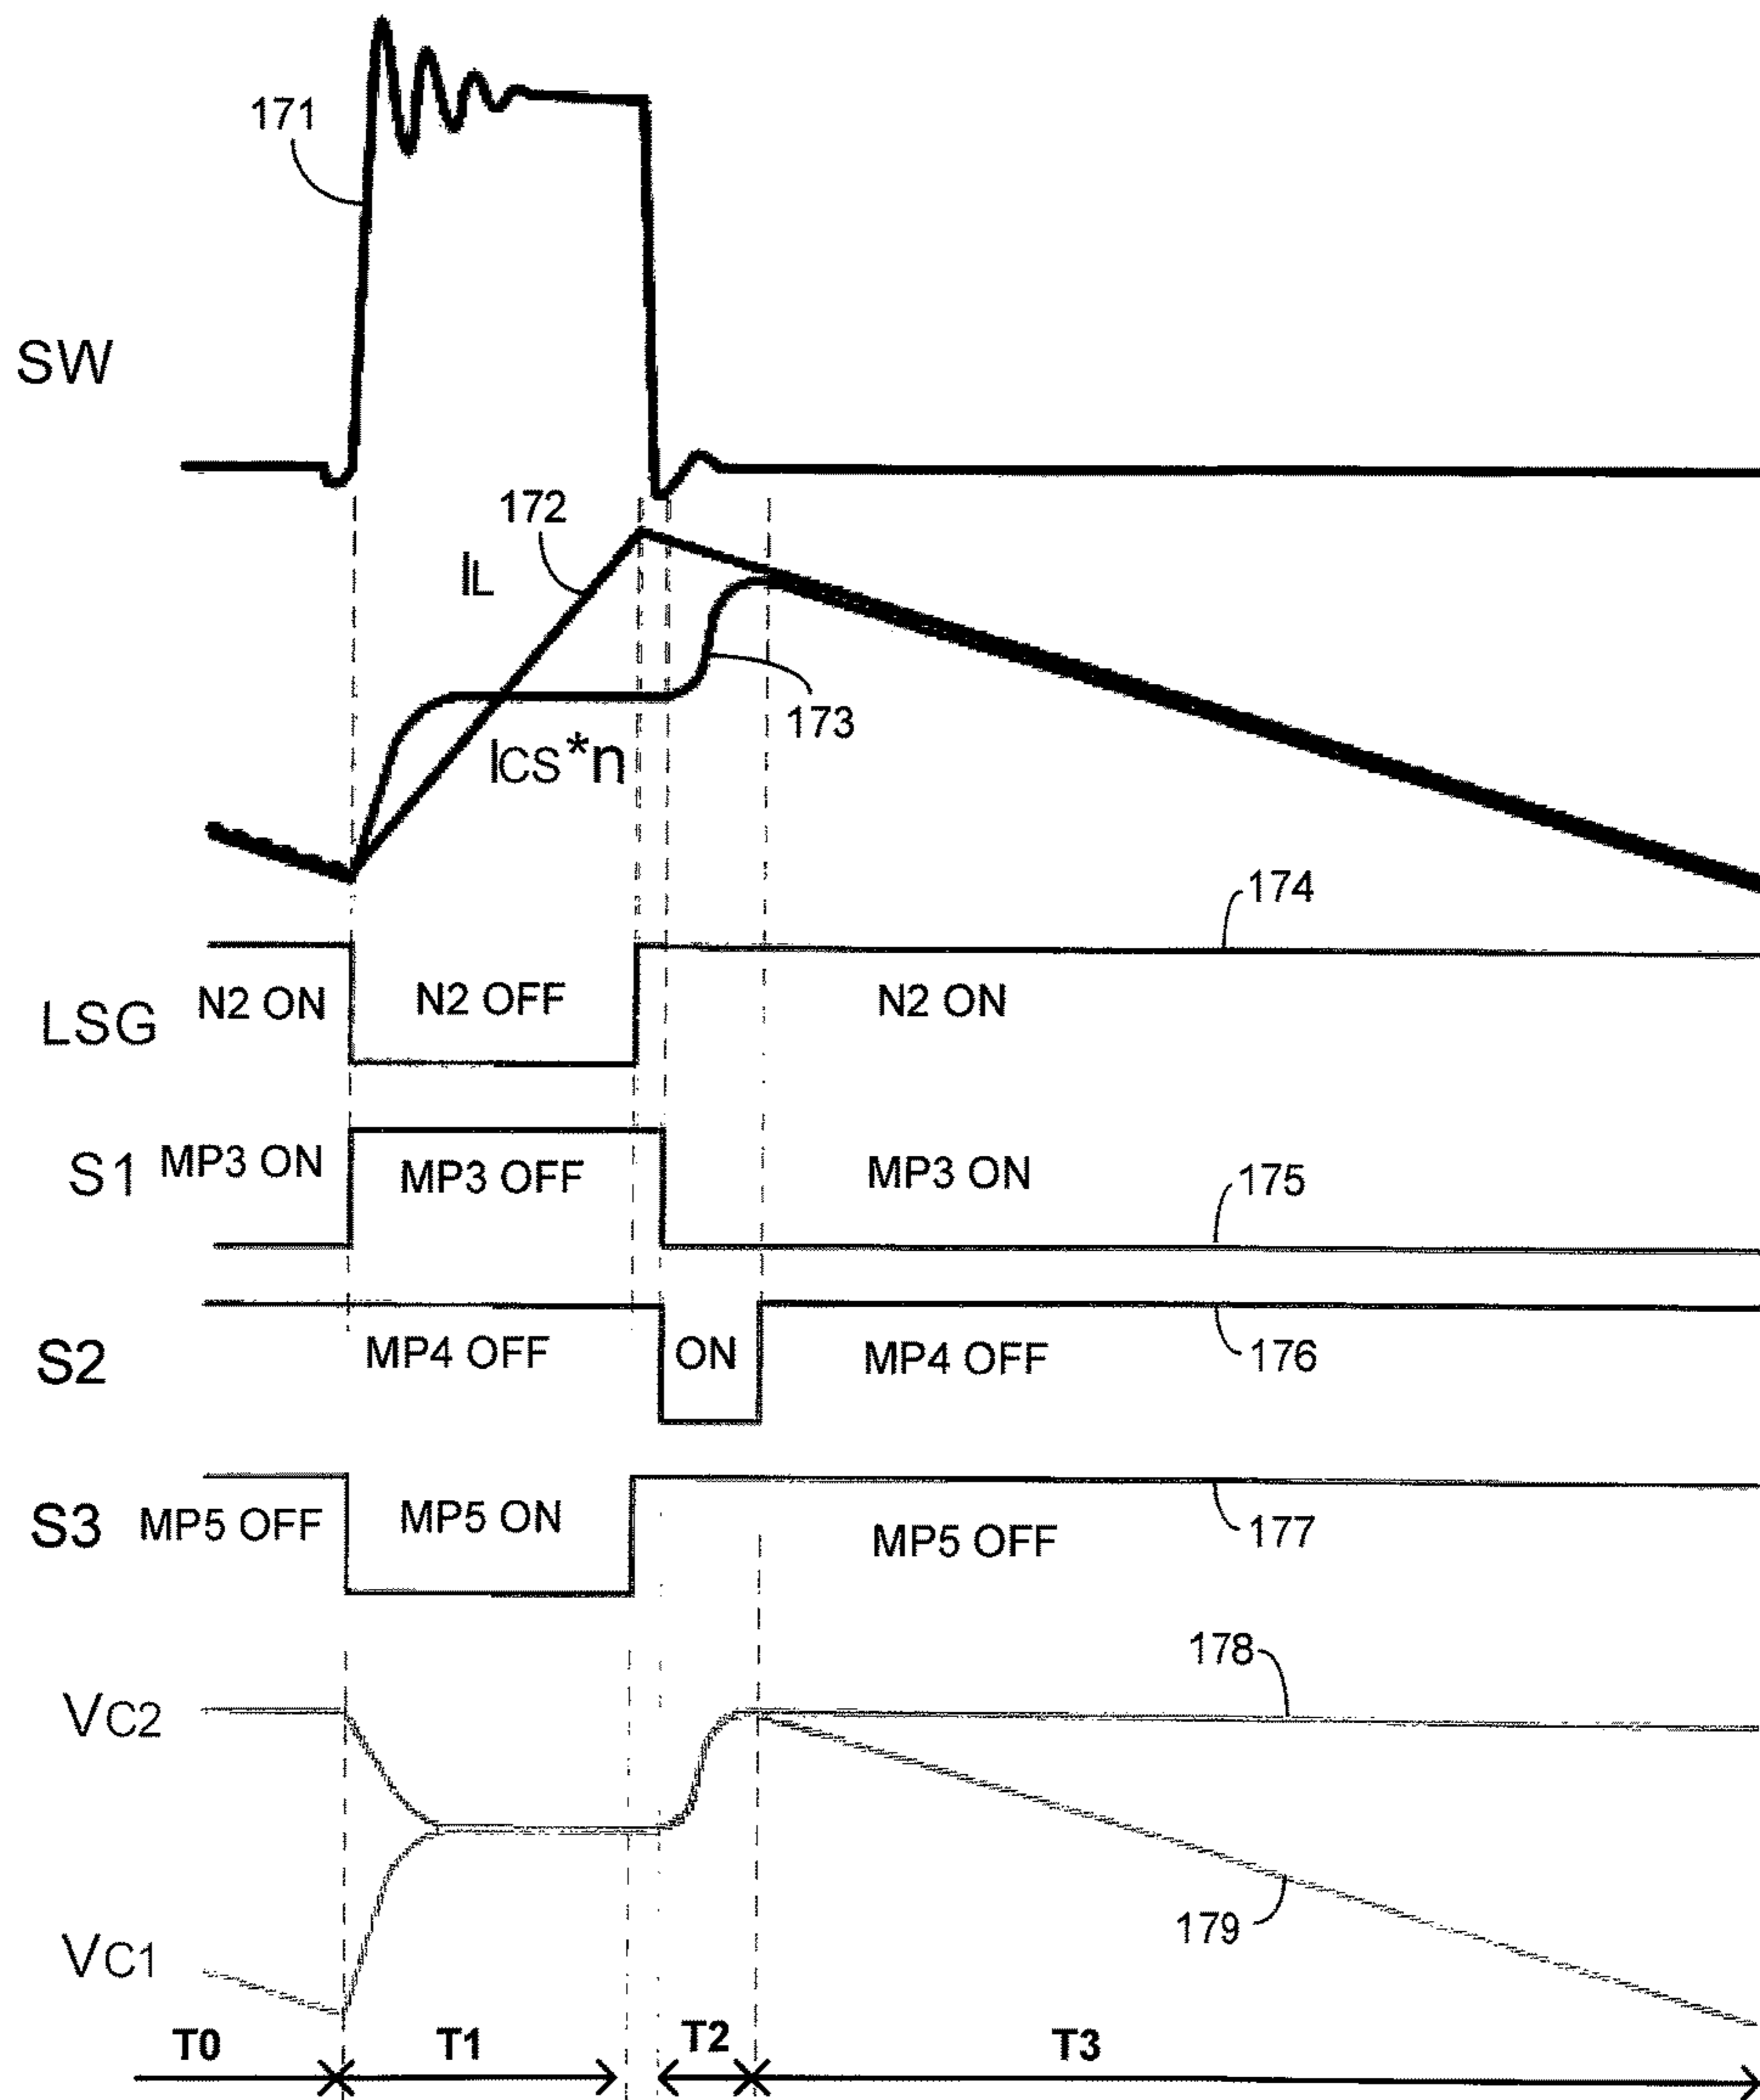 171
SW
172
IL
173
ICS*n
174
LSG
N2 ON
N2 OFF
N2 ON
S1
MP3 ON
MP3 OFF
MP3 ON
175
S2
MP4 OFF
ON
MP4 OFF
176
S3
MP5 OFF
MP5 ON
MP5 OFF
177
178
VC2
179
VC1
T0
T1
T2
T3